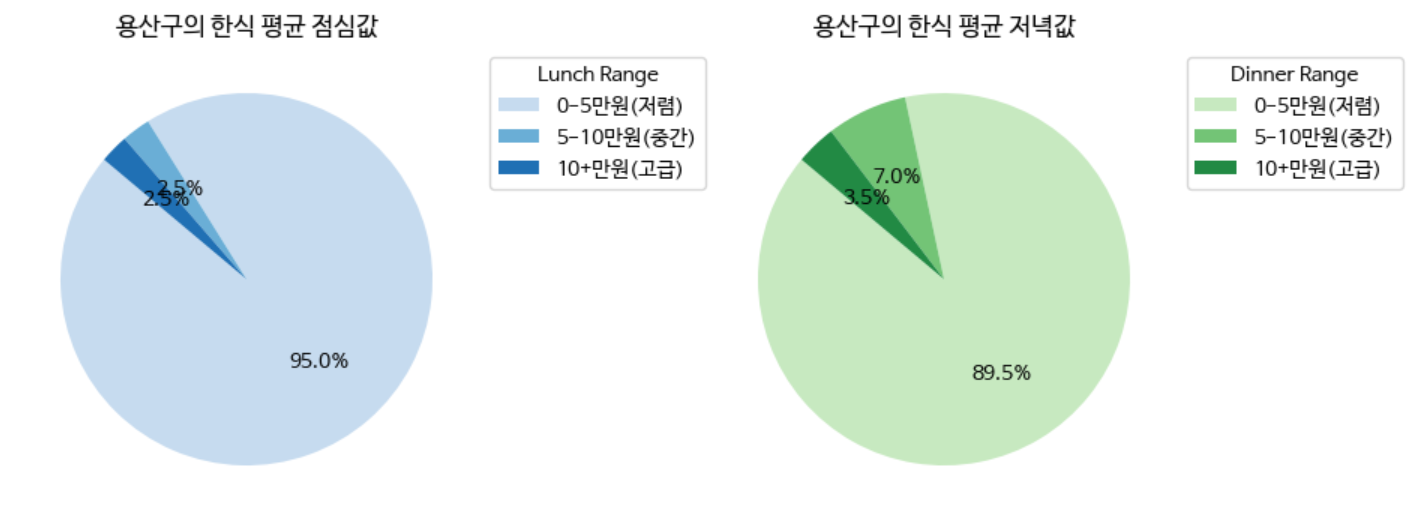 용산구의 한식 평균 점심값
Lunch Range
0-5만원(저렴)
5-10만원(중간)
10+만원(고급)
2.5%
2.5%
95.0%
용산구의 한식 평균 저녁값
Dinner Range
0-5만원(저렴)
5-10만원(중간)
10+만원(고급)
7.0%
3.5%
89.5%